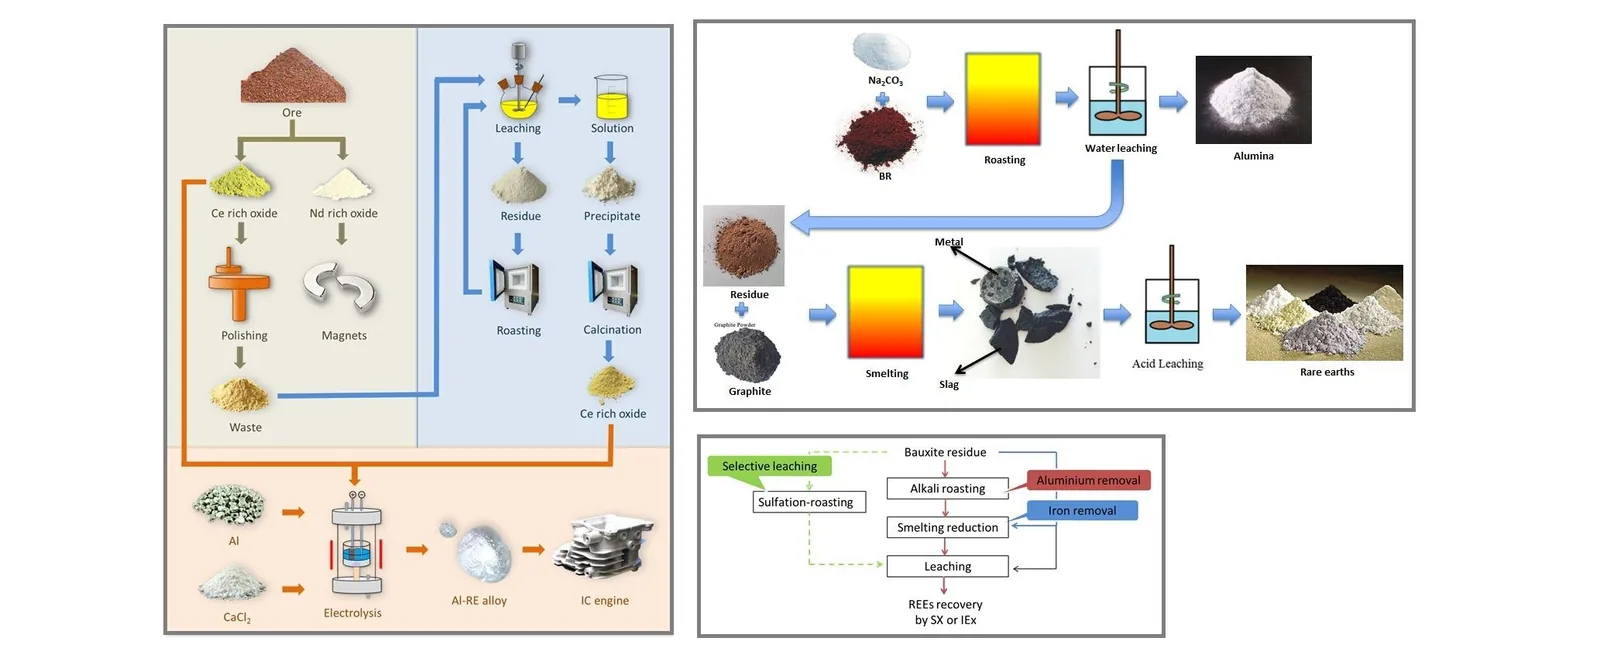 Ore
Ce rich oxide
Nd rich oxide
Polishing
Magnets
Waste
Leaching
Solution
Residue
Precipitate
Roasting
Calcination
Ce rich oxide
Al
CaCl₂
Electrolysis
Al-RE alloy
IC engine
Na₂CO₃
+
BR
Roasting
Water leaching
Alumina
Residue
+
Graphite Powder
Graphite
Smelting
Metal
Slag
Acid Leaching
Rare earths
Bauxite residue
Selective leaching
Alkali roasting
Aluminium removal
Sulfation-roasting
Iron removal
Smelting reduction
Leaching
REEs recovery
by SX or IEx